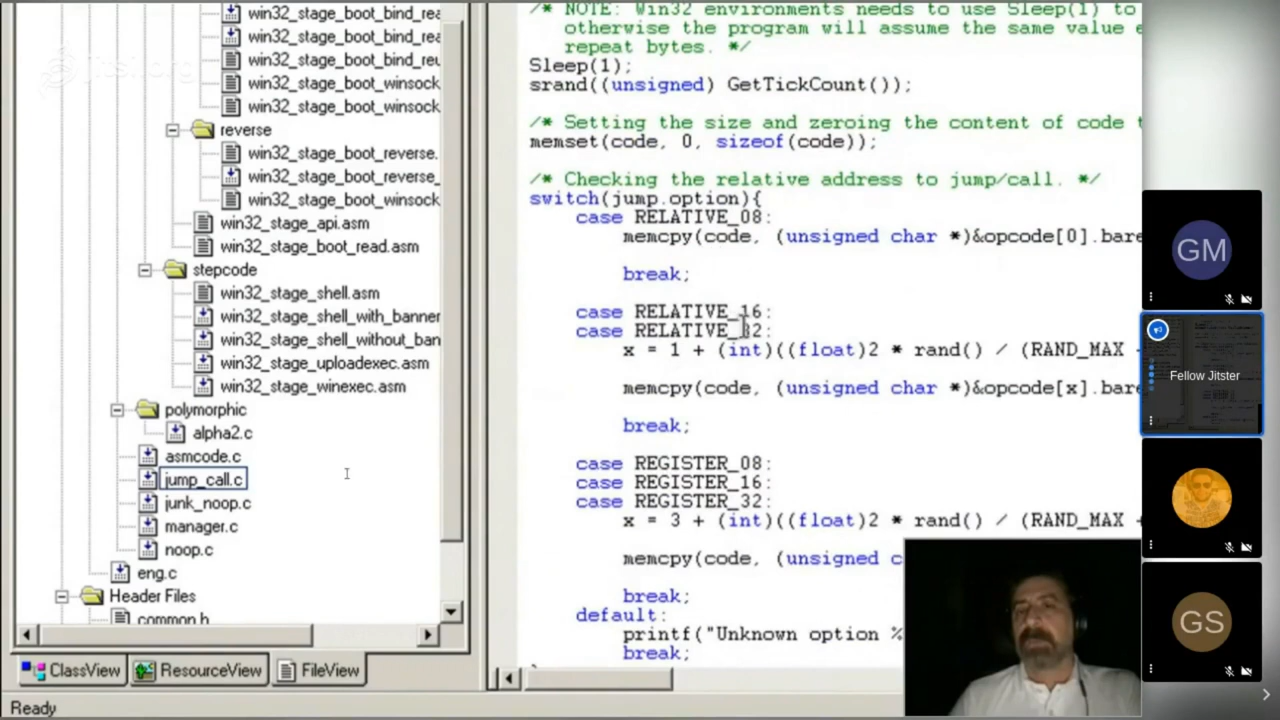 jitsi.org
win32_stage_boot_bind_rea
win32_stage_boot_bind_rea
win32_stage_boot_bind_reu
win32_stage_boot_winsock
win32_stage_boot_winsock
reverse
win32_stage_boot_reverse.
win32_stage_boot_reverse_
win32_stage_boot_winsock
win32_stage_api.asm
win32_stage_boot_read.asm
stepcode
win32_stage_shell.asm
win32_stage_shell_with_banner
win32_stage_shell_without_ban
win32_stage_uploadexec.asm
win32_stage_winexec.asm
polymorphic
alpha2.c
asmcode.c
jump_call.c
junk_noop.c
manager.c
noop.c
eng.c
Header Files
common.h
ClassView ResourceView FileView
Ready
/* NOTE: Win32 environments needs to use Sleep(1) to
otherwise the program will assume the same value e
repeat bytes. */
Sleep(1);
srand((unsigned) GetTickCount());
/* Setting the size and zeroing the content of code t
memset(code, 0, sizeof(code));
/* Checking the relative address to jump/call. */
switch(jump.option){
case RELATIVE_08:
memcpy(code, (unsigned char *)&opcode[0].bare
break;
case RELATIVE_16:
case RELATIVE_32:
x = 1 + (int)((float)2 * rand() / (RAND_MAX +
memcpy(code, (unsigned char *)&opcode[x].bare
break;
case REGISTER_08:
case REGISTER_16:
case REGISTER_32:
x = 3 + (int)((float)2 * rand() / (RAND_MAX +
memcpy(code, (unsigned c
break;
default:
printf("Unknown option %
break;
GM
Fellow Jitster
GS